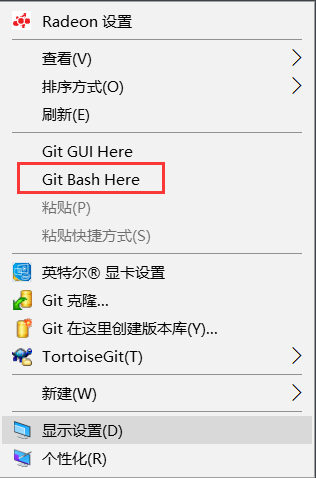 Radeon 设置
查看(V)
排序方式(O)
刷新(E)
Git GUI Here
Git Bash Here
粘贴(P)
粘贴快捷方式(S)
英特尔® 显卡设置
Git 克隆...
Git 在这里创建版本库(Y)...
TortoiseGit(T)
新建(W)
显示设置(D)
个性化(R)